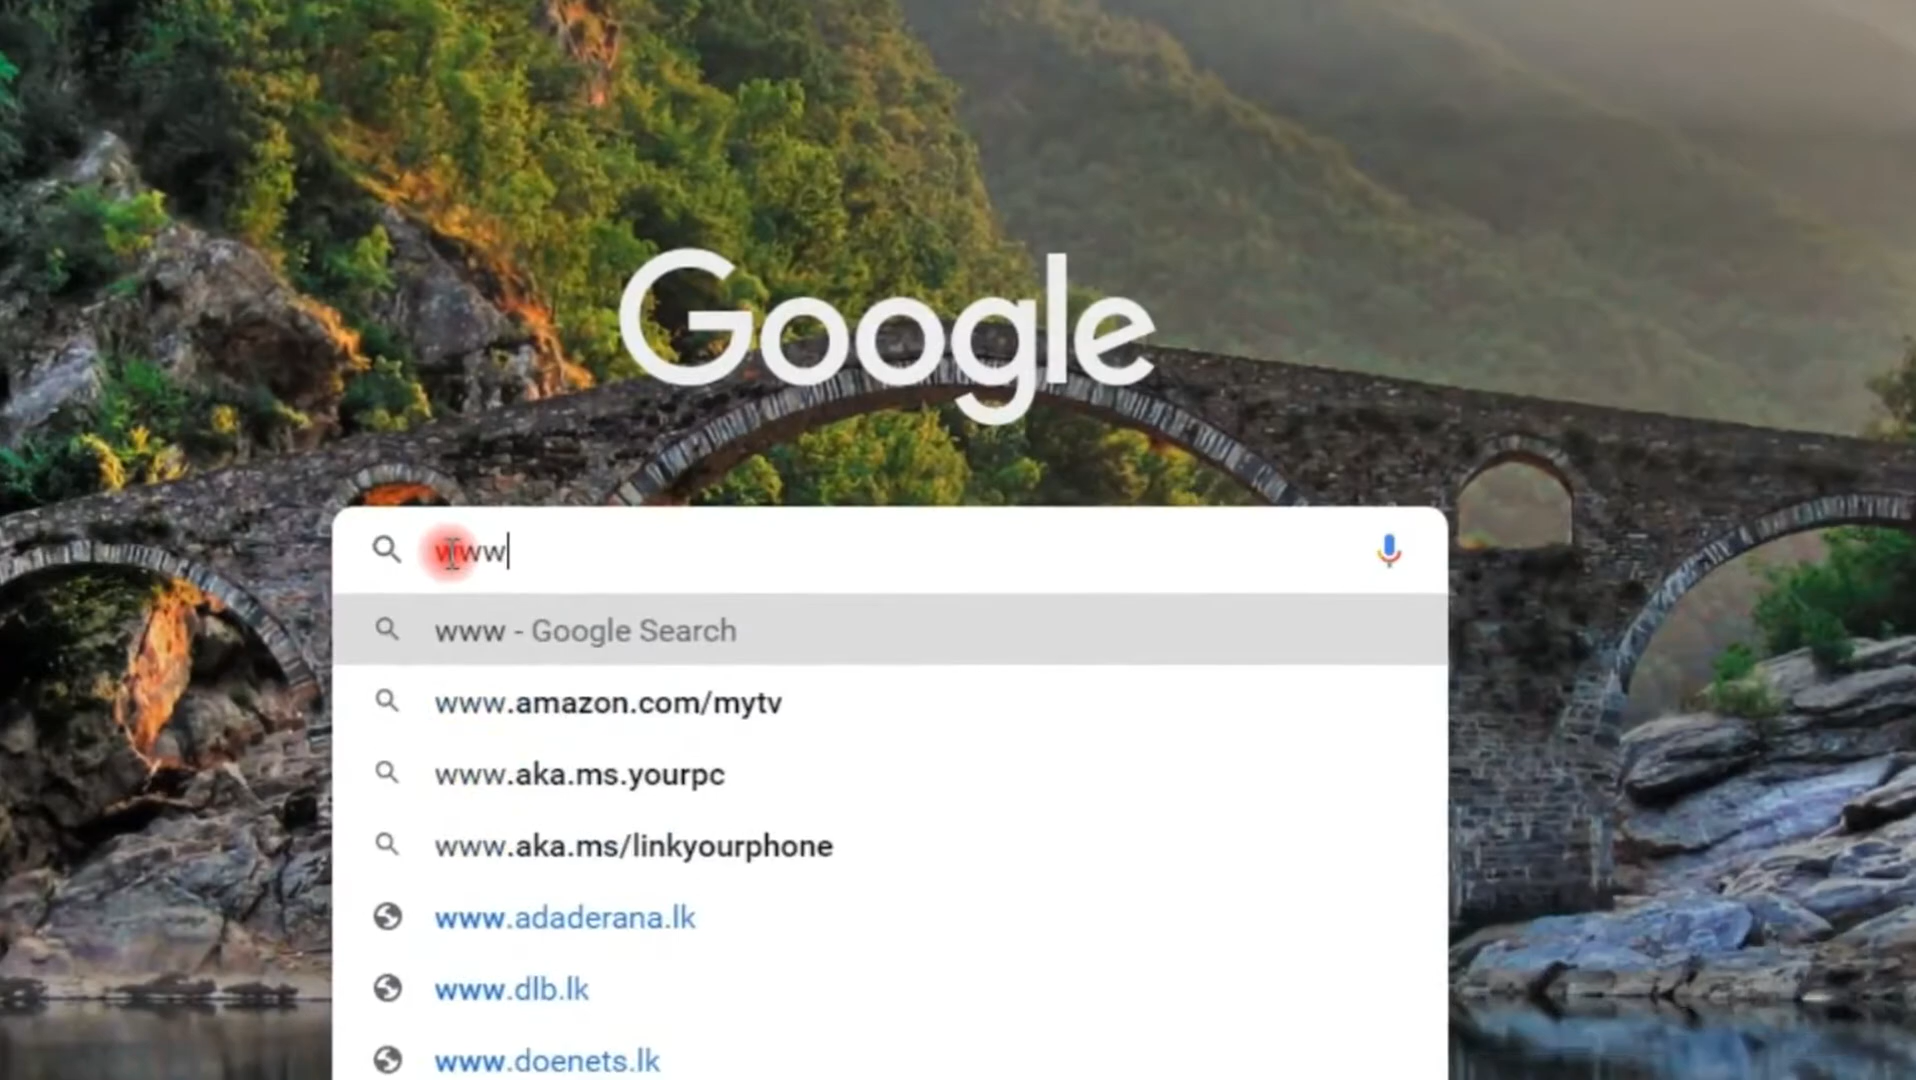 Google
www
www - Google Search
www.amazon.com/mytv
www.aka.ms.yourpc
www.aka.ms/linkyourphone
www.adaderana.lk
www.dlb.lk
www.doenets.lk